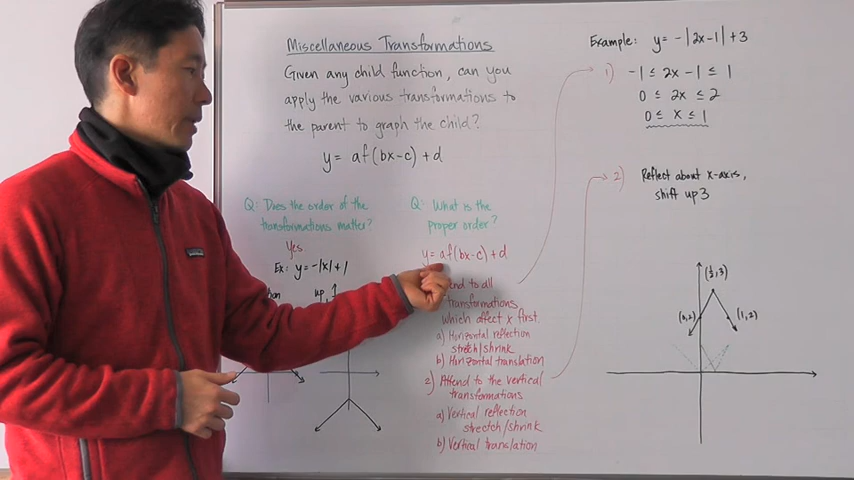 Miscellaneous Transformations
Given any child function, can you
apply the various transformations to
the parent to graph the child?
y = af(bx-c)+d
Q: Does the order of the
transformations matter?
Yes
Ex: y = -|x|+1
up 1
Q: What is the
proper order?
y = af(bx-c)+d
end to all
transformations
which affect x first.
a) Horizontal reflection
stretch/shrink
b) Horizontal translation
2) Attend to the vertical
transformations
a) Vertical reflection
stretch/shrink
b) Vertical translation
Example: y = -|2x-1|+3
1) -1 ≤ 2x-1 ≤ 1
0 ≤ 2x ≤ 2
0 ≤ x ≤ 1
2) Reflect about x-axis,
shift up 3
(½,3)
(0,2) (1,2)